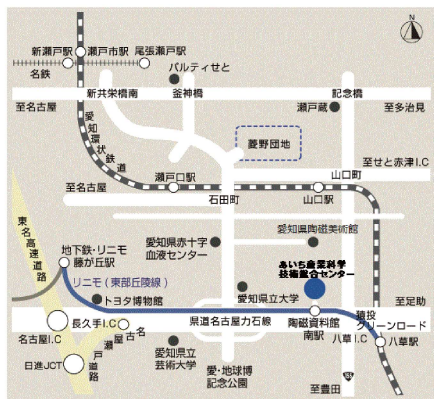 N
新瀬戸駅
瀬戸市駅
尾張瀬戸駅
名鉄
パルティせと
新共栄橋南
釜神橋
記念橋
至名古屋
瀬戸蔵
至多治見
愛知環状鉄道
菱野団地
至せと赤津I.C
山口町
瀬戸口駅
至名古屋
石田町
山口駅
東名高速道路
地下鉄・リニモ
藤が丘駅
愛知県赤十字
血液センター
愛知県陶磁美術館
あいち産業科学
技術総合センター
リニモ(東部丘陵線)
トヨタ博物館
愛知県立大学
至足助
長久手I.C
名古屋瀬戸道路
県道名古屋力石線
陶磁資料館
南駅
猿投
グリーンロード
名古屋I.C
八草I.C
八草駅
日進JCT
愛知県立
芸術大学
愛・地球博
記念公園
至豊田
155